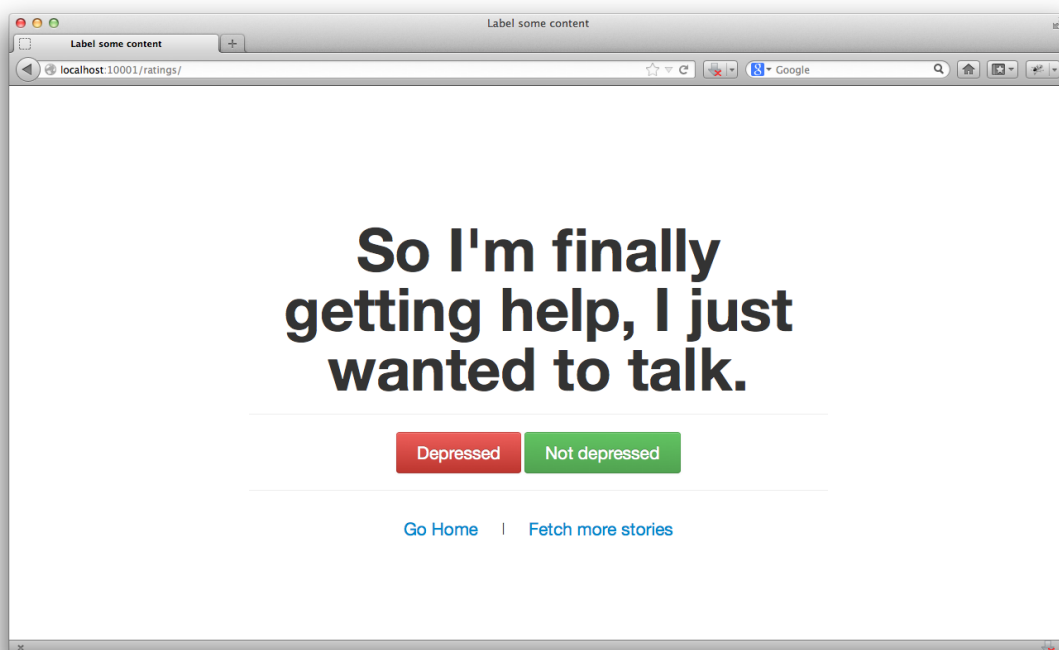 Label some content
Label some content
localhost:10001/ratings/
Google
So I'm finally
getting help, I just
wanted to talk.
Depressed Not depressed
Go Home | Fetch more stories